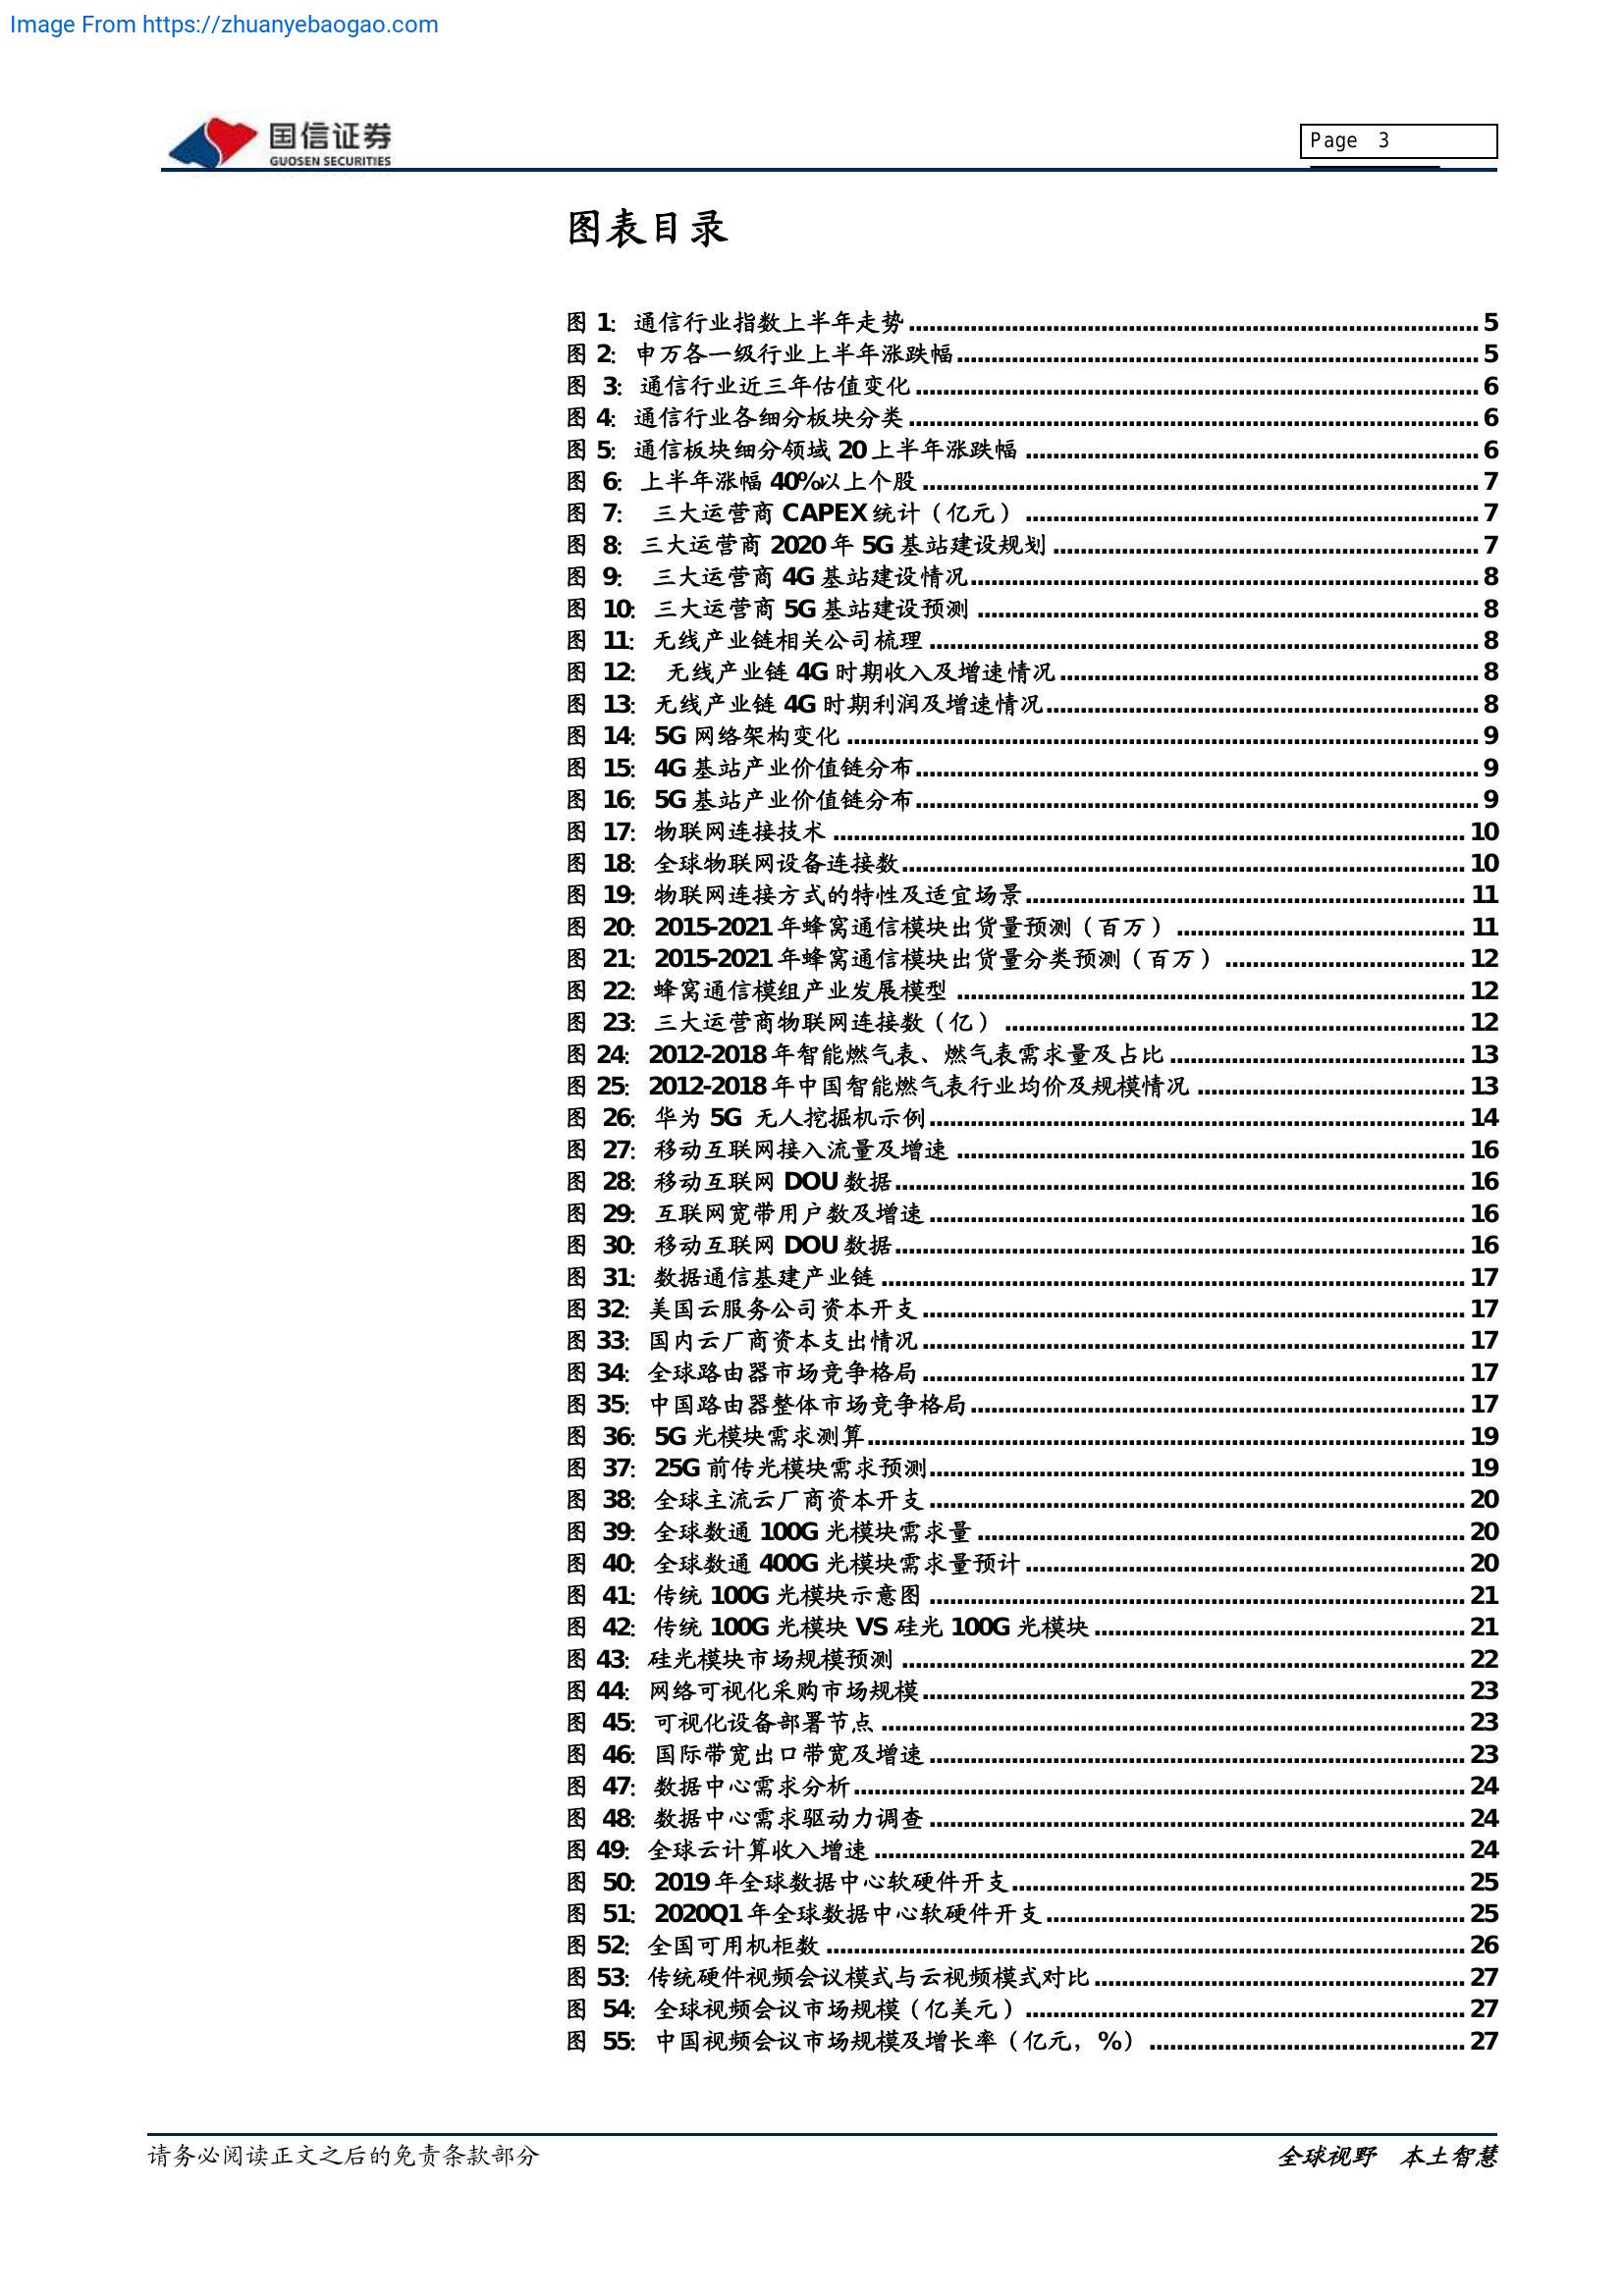 Image From https://zhuanyebaogao.com
国信证券
GUOSEN SECURITIES
Page 3
图表目录
图 1: 通信行业指数上半年走势 5
图 2: 申万各一级行业上半年涨跌幅 5
图 3: 通信行业近三年估值变化 6
图 4: 通信行业各细分板块分类 6
图 5: 通信板块细分领域 20 上半年涨跌幅 6
图 6: 上半年涨幅 40%以上个股 7
图 7: 三大运营商 CAPEX 统计（亿元） 7
图 8: 三大运营商 2020 年 5G 基站建设规划 7
图 9: 三大运营商 4G 基站建设情况 8
图 10: 三大运营商 5G 基站建设预测 8
图 11: 无线产业链相关公司梳理 8
图 12: 无线产业链 4G 时期收入及增速情况 8
图 13: 无线产业链 4G 时期利润及增速情况 8
图 14: 5G 网络架构变化 9
图 15: 4G 基站产业价值链分布 9
图 16: 5G 基站产业价值链分布 9
图 17: 物联网连接技术 10
图 18: 全球物联网设备连接数 10
图 19: 物联网连接方式的特性及适宜场景 11
图 20: 2015-2021 年蜂窝通信模块出货量预测（百万） 11
图 21: 2015-2021 年蜂窝通信模块出货量分类预测（百万） 12
图 22: 蜂窝通信模组产业发展模型 12
图 23: 三大运营商物联网连接数（亿） 12
图 24: 2012-2018 年智能燃气表、燃气表需求量及占比 13
图 25: 2012-2018 年中国智能燃气表行业均价及规模情况 13
图 26: 华为 5G 无人挖掘机示例 14
图 27: 移动互联网接入流量及增速 16
图 28: 移动互联网 DOU 数据 16
图 29: 互联网宽带用户数及增速 16
图 30: 移动互联网 DOU 数据 16
图 31: 数据通信基建产业链 17
图 32: 美国云服务公司资本开支 17
图 33: 国内云厂商资本支出情况 17
图 34: 全球路由器市场竞争格局 17
图 35: 中国路由器整体市场竞争格局 17
图 36: 5G 光模块需求测算 19
图 37: 25G 前传光模块需求预测 19
图 38: 全球主流云厂商资本开支 20
图 39: 全球数通 100G 光模块需求量 20
图 40: 全球数通 400G 光模块需求量预计 20
图 41: 传统 100G 光模块示意图 21
图 42: 传统 100G 光模块 VS 硅光 100G 光模块 21
图 43: 硅光模块市场规模预测 22
图 44: 网络可视化采购市场规模 23
图 45: 可视化设备部署节点 23
图 46: 国际带宽出口带宽及增速 23
图 47: 数据中心需求分析 24
图 48: 数据中心需求驱动力调查 24
图 49: 全球云计算收入增速 24
图 50: 2019 年全球数据中心软硬件开支 25
图 51: 2020Q1 年全球数据中心软硬件开支 25
图 52: 全国可用机柜数 26
图 53: 传统硬件视频会议模式与云视频模式对比 27
图 54: 全球视频会议市场规模（亿美元） 27
图 55: 中国视频会议市场规模及增长率（亿元，%） 27
请务必阅读正文之后的免责条款部分
全球视野 本土智慧